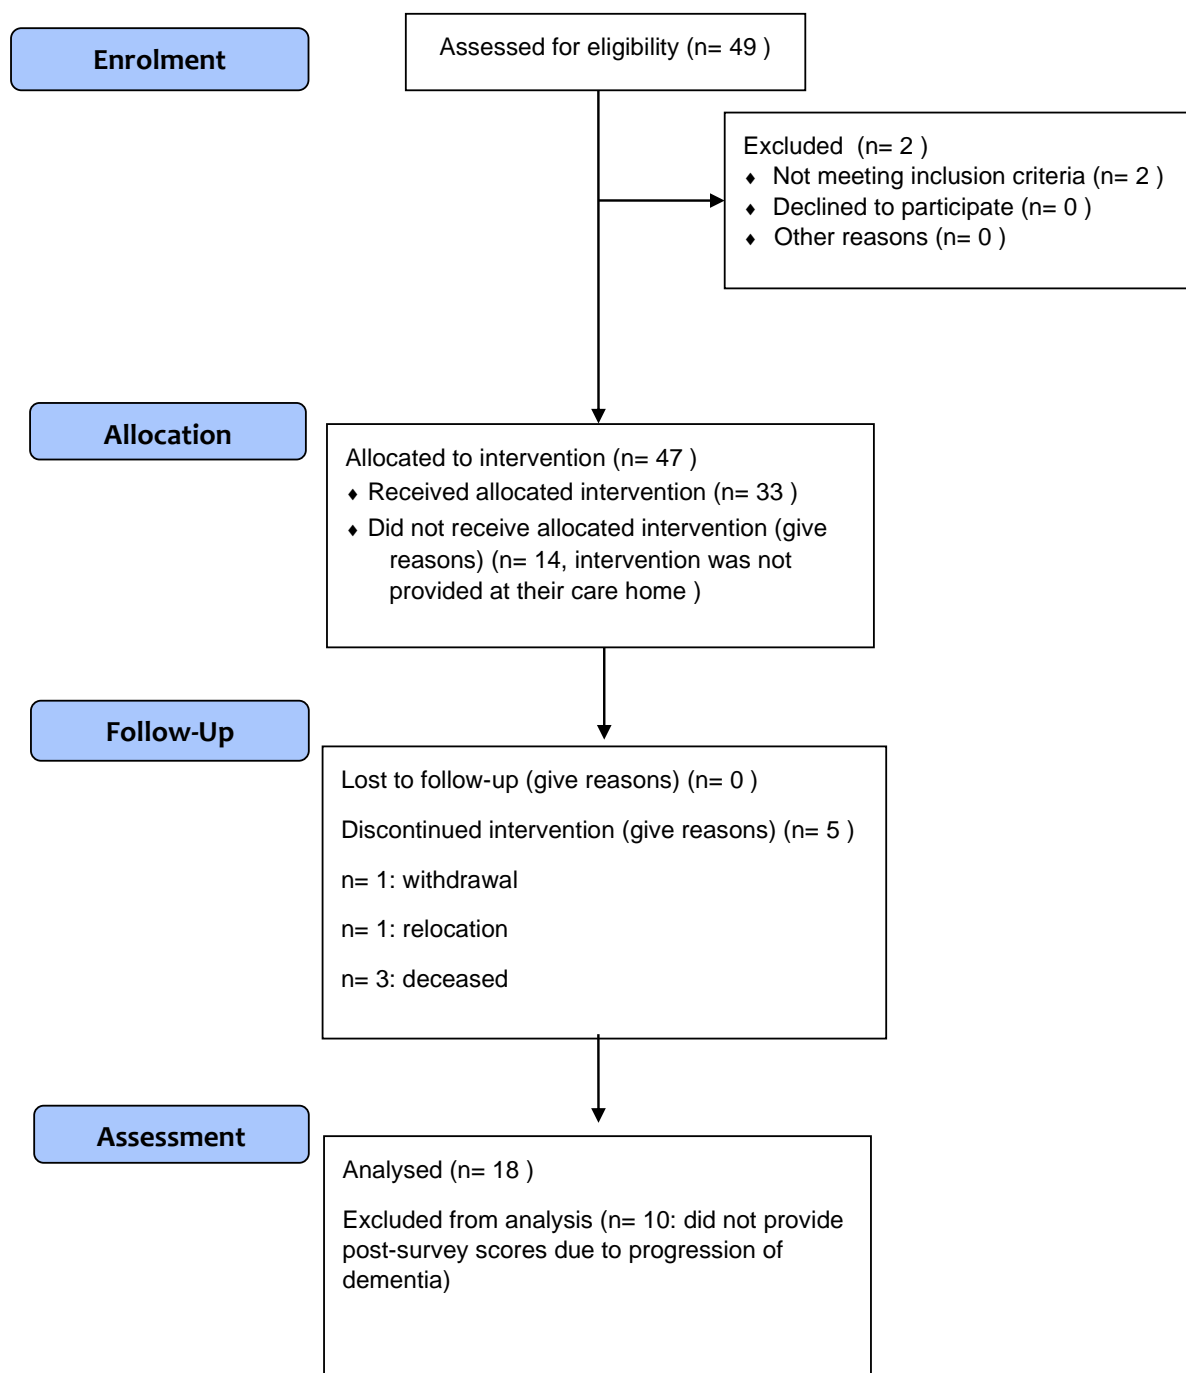 Enrolment
Assessed for eligibility (n= 49 )
Excluded (n= 2 )
♦ Not meeting inclusion criteria (n= 2 )
♦ Declined to participate (n= 0 )
♦ Other reasons (n= 0 )
Allocation
Allocated to intervention (n= 47 )
♦ Received allocated intervention (n= 33 )
♦ Did not receive allocated intervention (give
reasons) (n= 14, intervention was not
provided at their care home )
Follow-Up
Lost to follow-up (give reasons) (n= 0 )
Discontinued intervention (give reasons) (n= 5 )
n= 1: withdrawal
n= 1: relocation
n= 3: deceased
Assessment
Analysed (n= 18 )
Excluded from analysis (n= 10: did not provide
post-survey scores due to progression of
dementia)